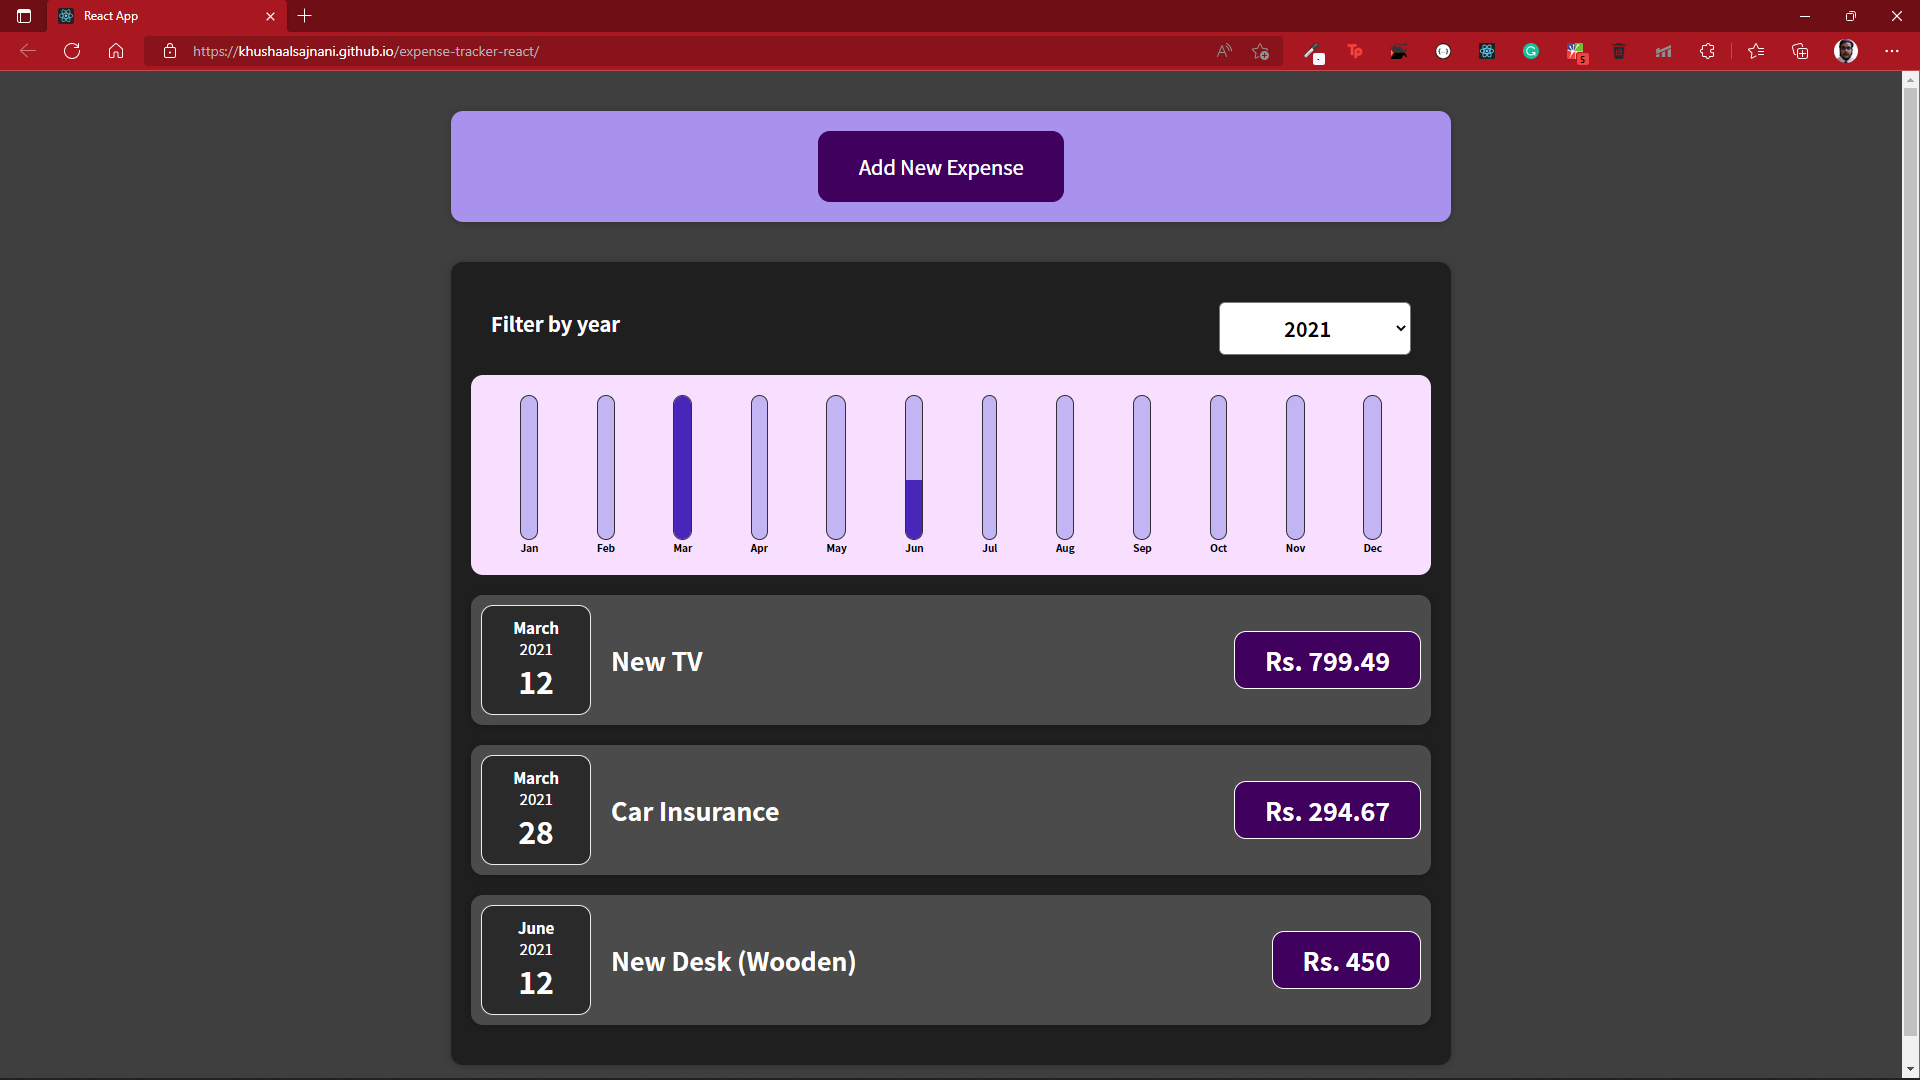 React App
https://khushaalsajnani.github.io/expense-tracker-react/
Tp
5
Add New Expense
Filter by year
2021
Jan Feb Mar Apr May Jun Jul Aug Sep Oct Nov Dec
March
2021
12
New TV
Rs. 799.49
March
2021
28
Car Insurance
Rs. 294.67
June
2021
12
New Desk (Wooden)
Rs. 450